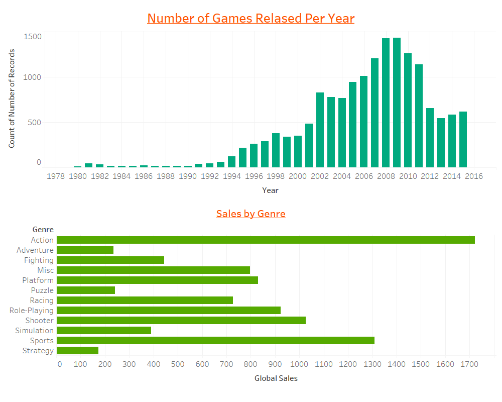 Number of Games Relased Per Year
Count of Number of Records
1500
1000
500
0
1978 1980 1982 1984 1986 1988 1990 1992 1994 1996 1998 2000 2002 2004 2006 2008 2010 2012 2014 2016
Year
Sales by Genre
Genre
Action
Adventure
Fighting
Misc
Platform
Puzzle
Racing
Role-Playing
Shooter
Simulation
Sports
Strategy
0 100 200 300 400 500 600 700 800 900 1000 1100 1200 1300 1400 1500 1600 1700
Global Sales